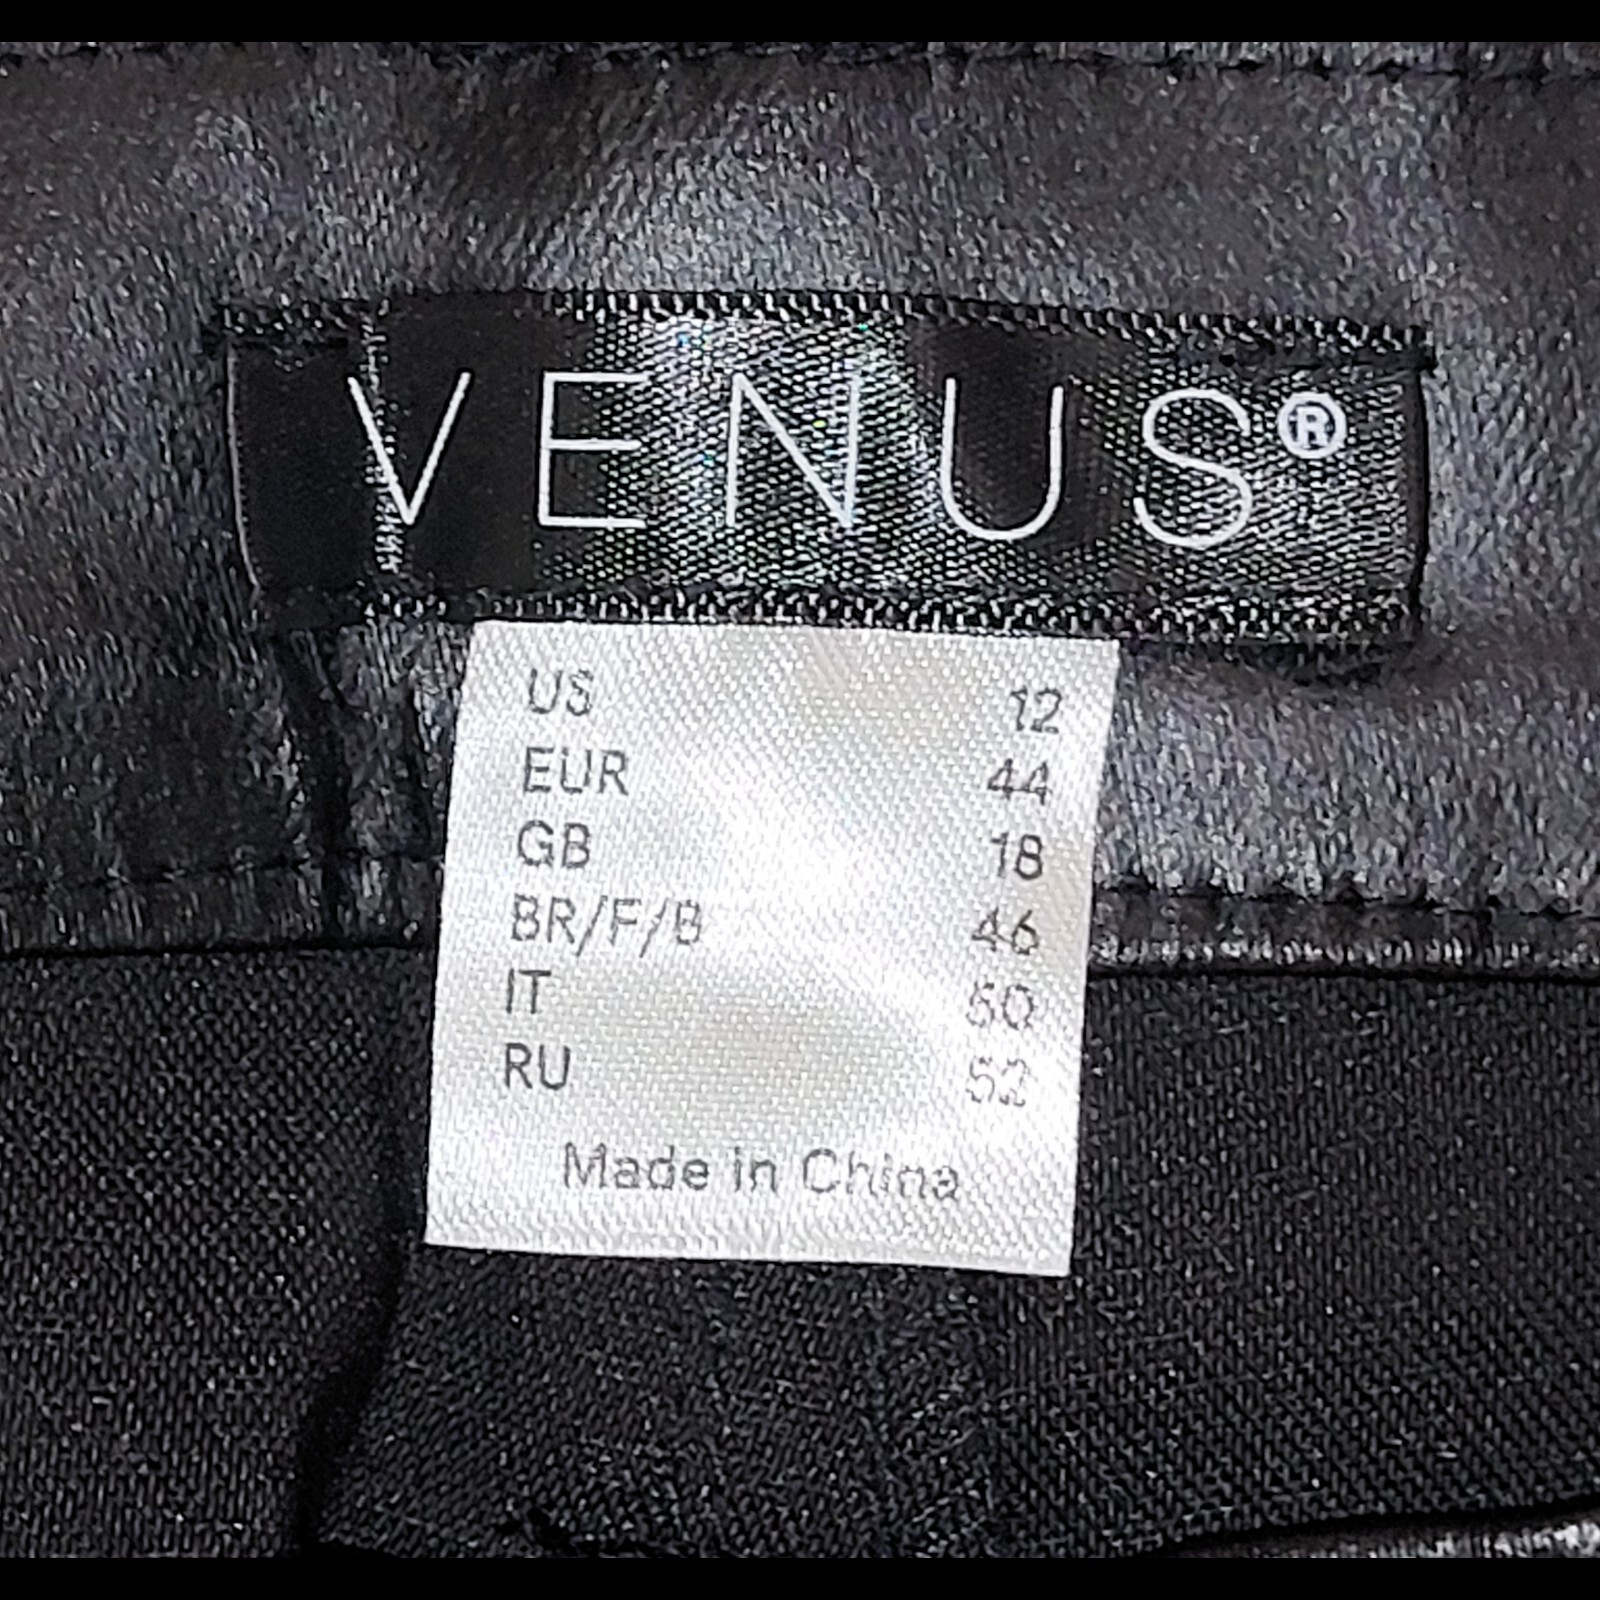 VENUS®
US 12
EUR 44
GB 18
BR/F/B 46
IT 50
RU 52
Made in China